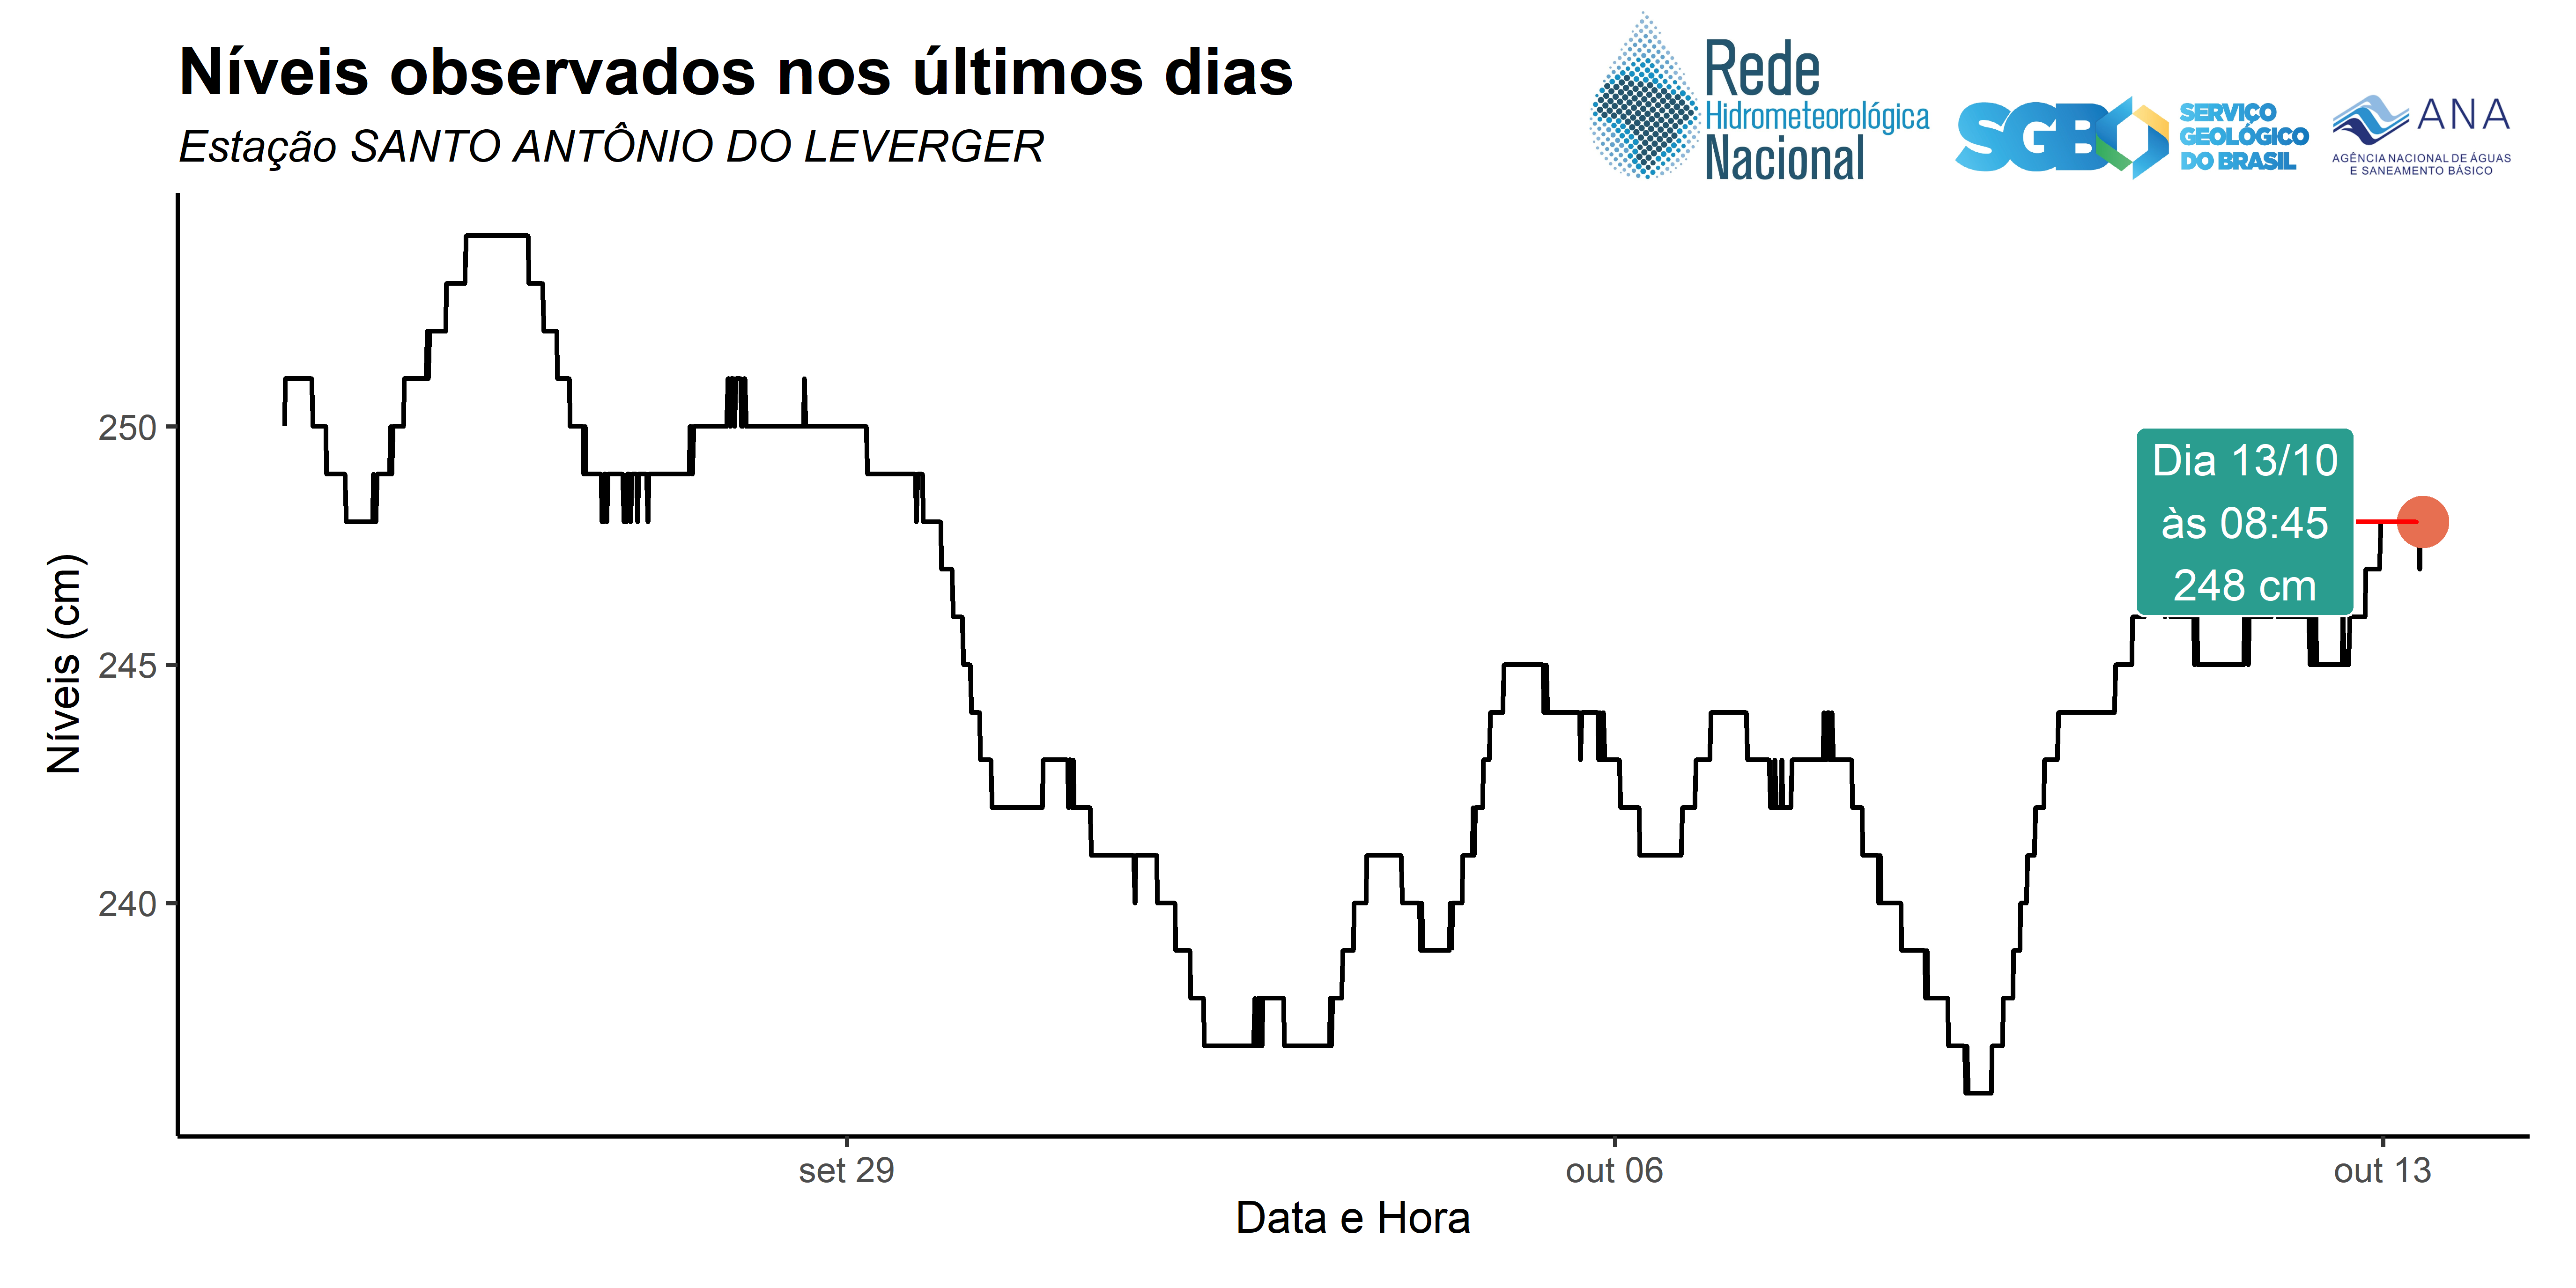 Níveis observados nos últimos dias
Estação SANTO ANTÔNIO DO LEVERGER
Rede
Hidrometeorológica
Nacional
SGB
SERVIÇO
GEOLÓGICO
DO BRASIL
ANA
AGÊNCIA NACIONAL DE ÁGUAS
E SANEAMENTO BÁSICO
Níveis (cm)
250
245
240
Dia 13/10
às 08:45
248 cm
set 29
out 06
out 13
Data e Hora